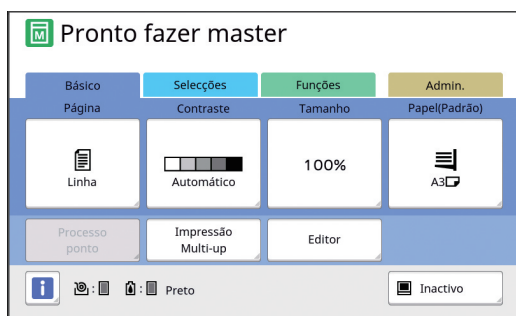 M Pronto fazer master
Básico Selecções Funções Admin.
Página Contraste Tamanho Papel(Padrão)
Linha Automático 100% A3
Processo ponto
Impressão Multi-up
Editor
i : : Preto Inactivo